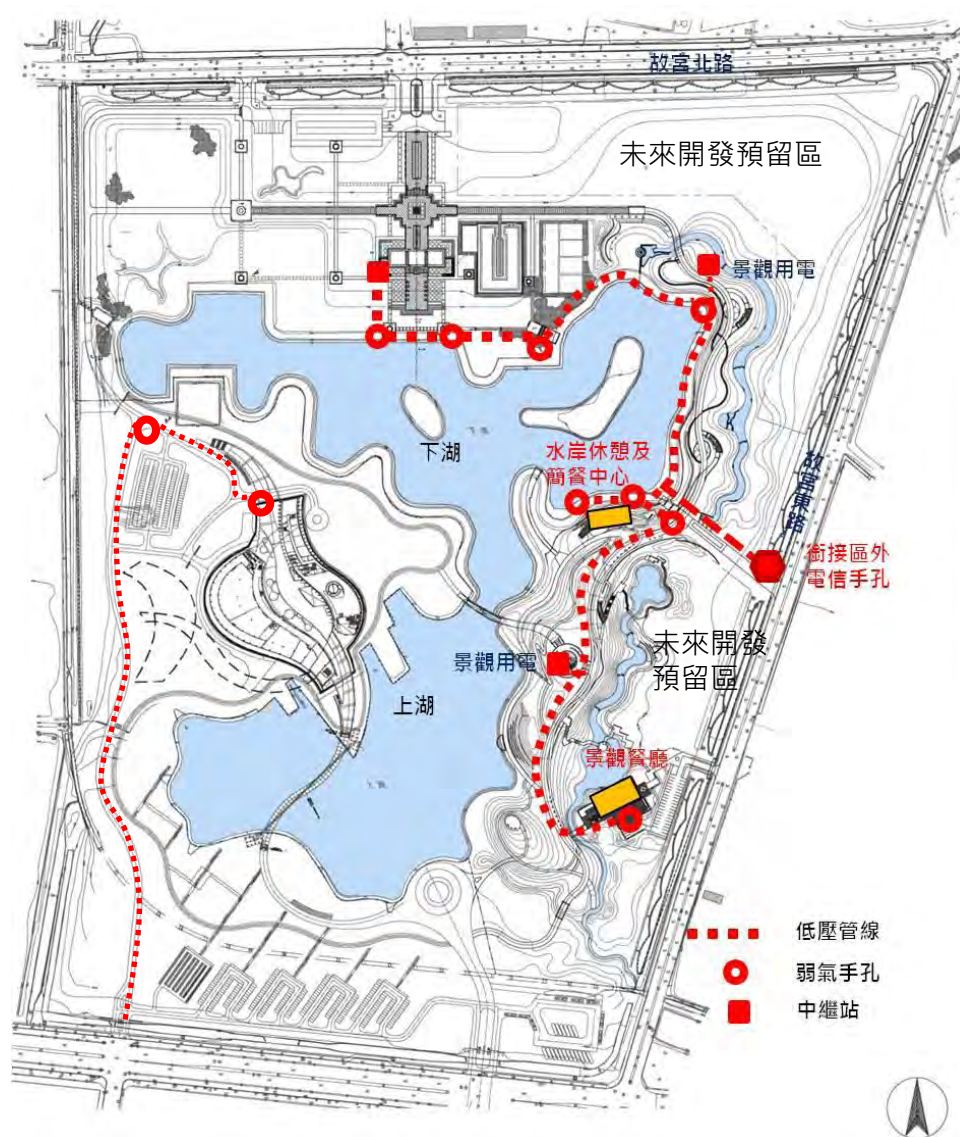 故宮北路
未來開發預留區
景觀用電
下湖
水岸休憩及
簡餐中心
故宮東路
銜接區外
電信手孔
未來開發
預留區
景觀用電
上湖
景觀餐廳
低壓管線
弱氣手孔
中繼站